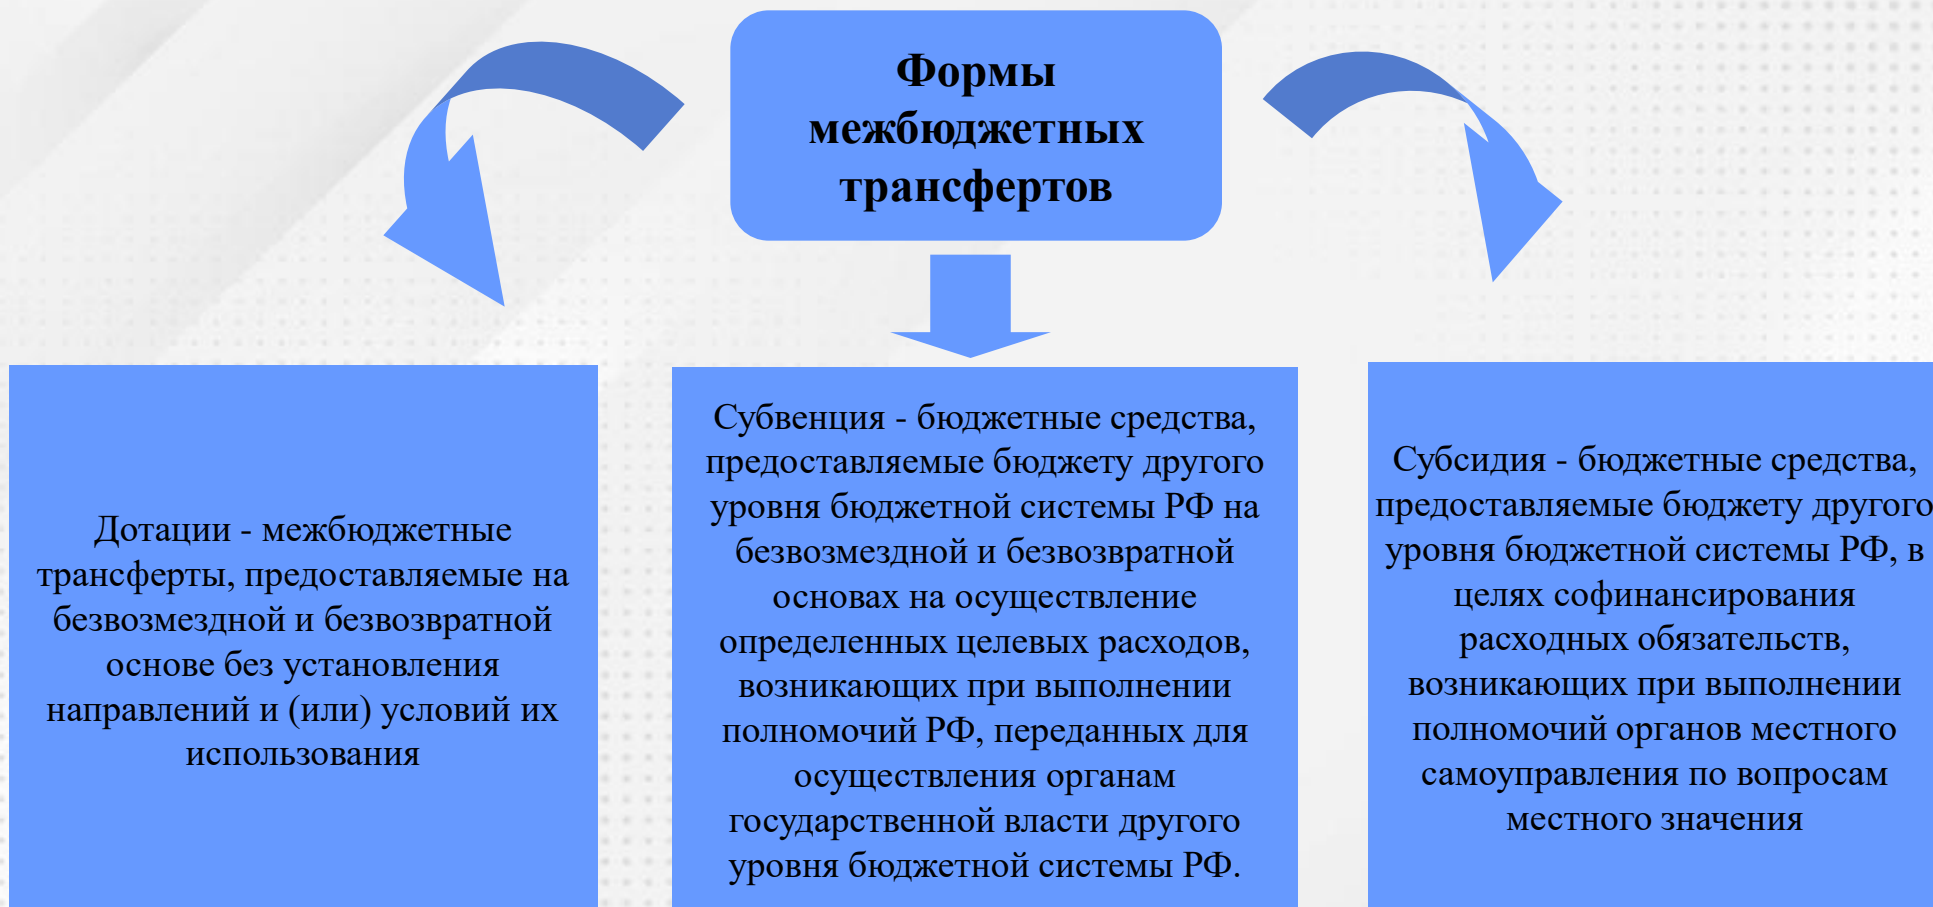 Формы
межбюджетных
трансфертов
Дотации - межбюджетные
трансферты, предоставляемые на
безвозмездной и безвозвратной
основе без установления
направлений и (или) условий их
использования
Субвенция - бюджетные средства,
предоставляемые бюджету другого
уровня бюджетной системы РФ на
безвозмездной и безвозвратной
основах на осуществление
определенных целевых расходов,
возникающих при выполнении
полномочий РФ, переданных для
осуществления органам
государственной власти другого
уровня бюджетной системы РФ.
Субсидия - бюджетные средства,
предоставляемые бюджету другого
уровня бюджетной системы РФ, в
целях софинансирования
расходных обязательств,
возникающих при выполнении
полномочий органов местного
самоуправления по вопросам
местного значения